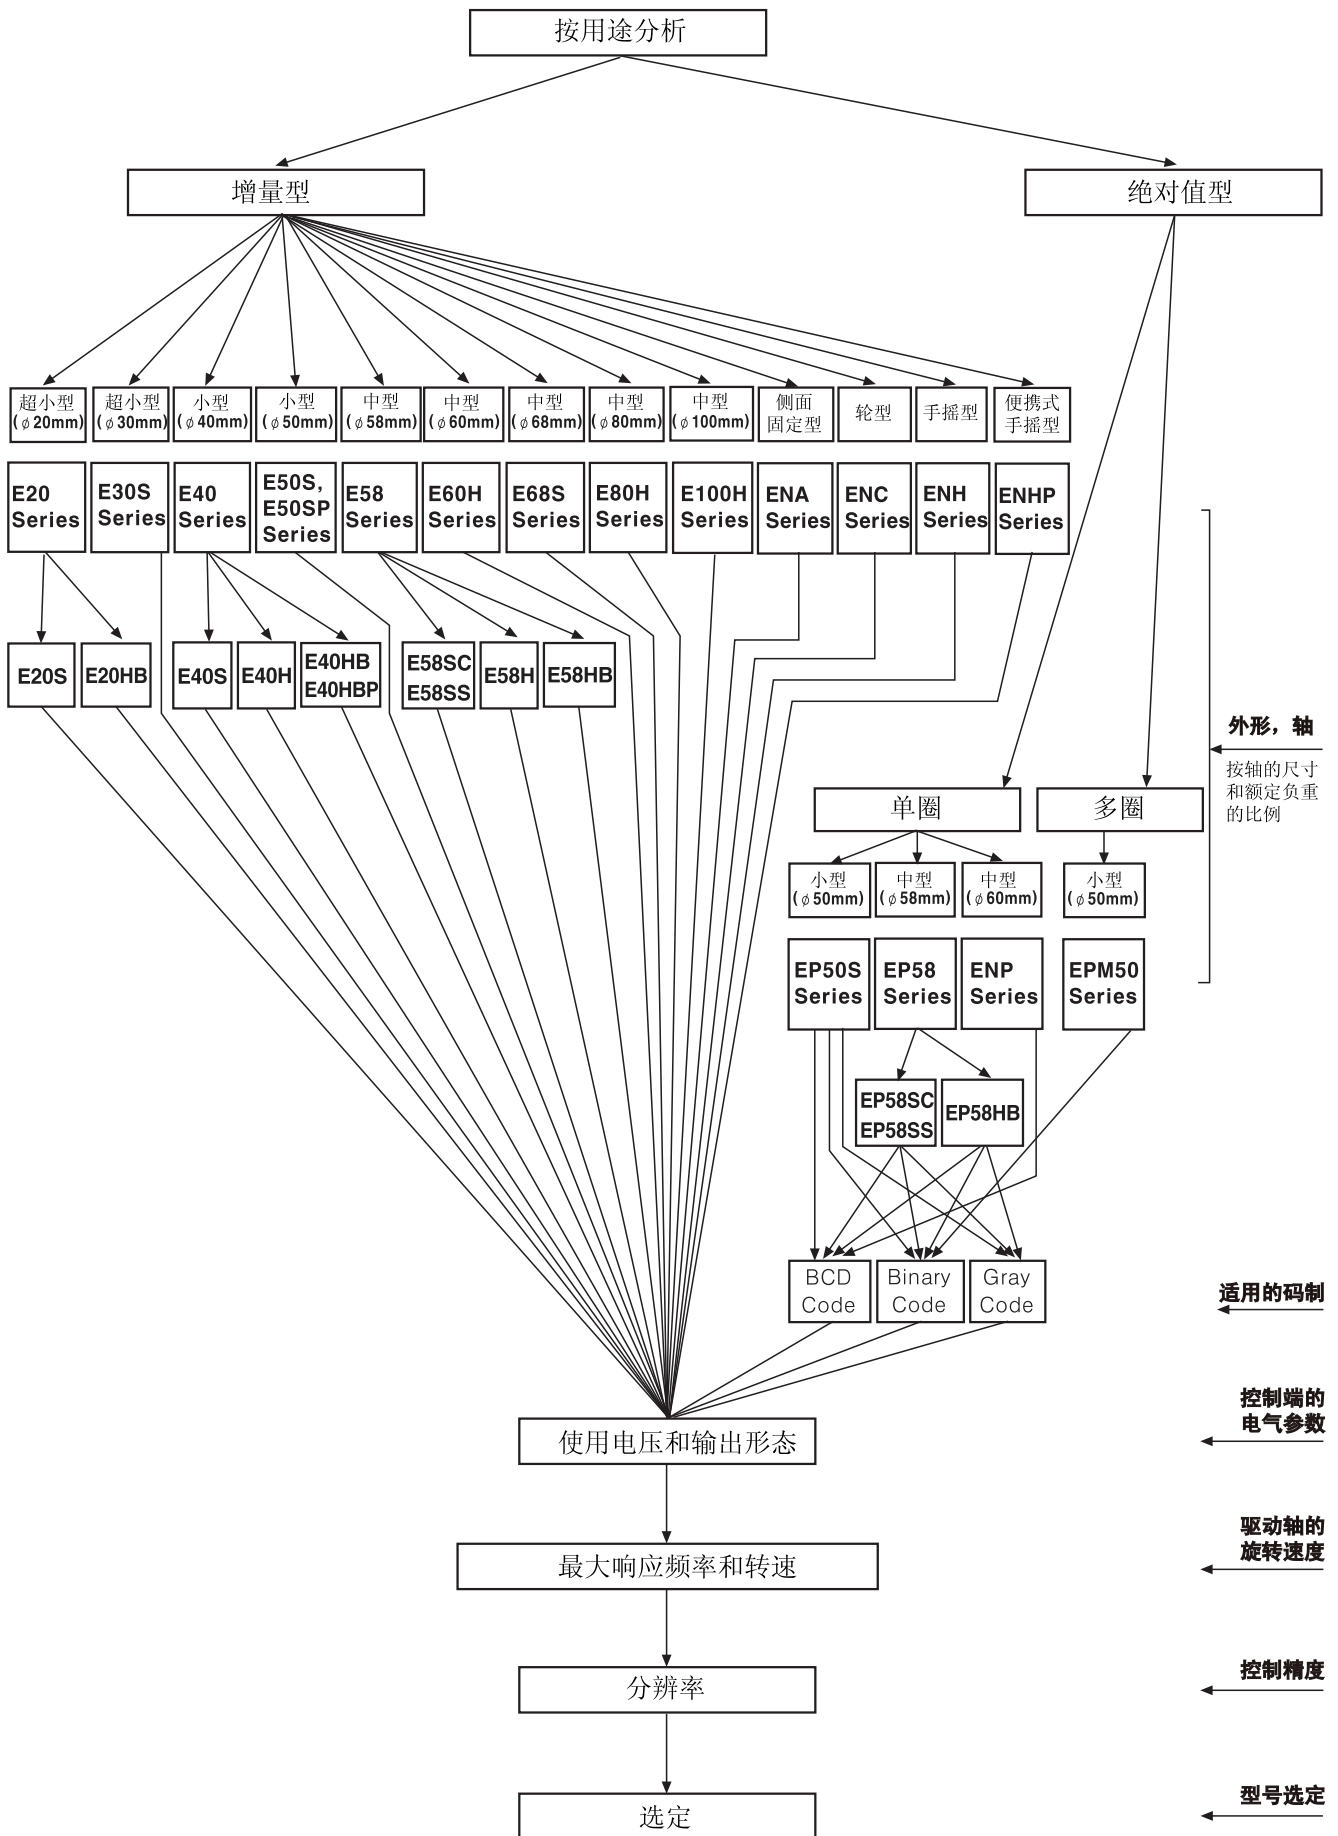 按用途分析
增量型
绝对值型
超小型
(φ20mm)
超小型
(φ30mm)
小型
(φ40mm)
小型
(φ50mm)
中型
(φ58mm)
中型
(φ60mm)
中型
(φ68mm)
中型
(φ80mm)
中型
(φ100mm)
侧面
固定型
轮型
手摇型
便携式
手摇型
E20
Series
E30S
Series
E40
Series
E50S,
E50SP
Series
E58
Series
E60H
Series
E68S
Series
E80H
Series
E100H
Series
ENA
Series
ENC
Series
ENH
Series
ENHP
Series
E20S
E20HB
E40S
E40H
E40HB
E40HBP
E58SC
E58SS
E58H
E58HB
外形，轴
按轴的尺寸
和额定负重
的比例
单圈
多圈
小型
(φ50mm)
中型
(φ58mm)
中型
(φ60mm)
小型
(φ50mm)
EP50S
Series
EP58
Series
ENP
Series
EPM50
Series
EP58SC
EP58SS
EP58HB
BCD
Code
Binary
Code
Gray
Code
适用的码制
控制端的
电气参数
使用电压和输出形态
驱动轴的
旋转速度
最大响应频率和转速
控制精度
分辨率
型号选定
选定